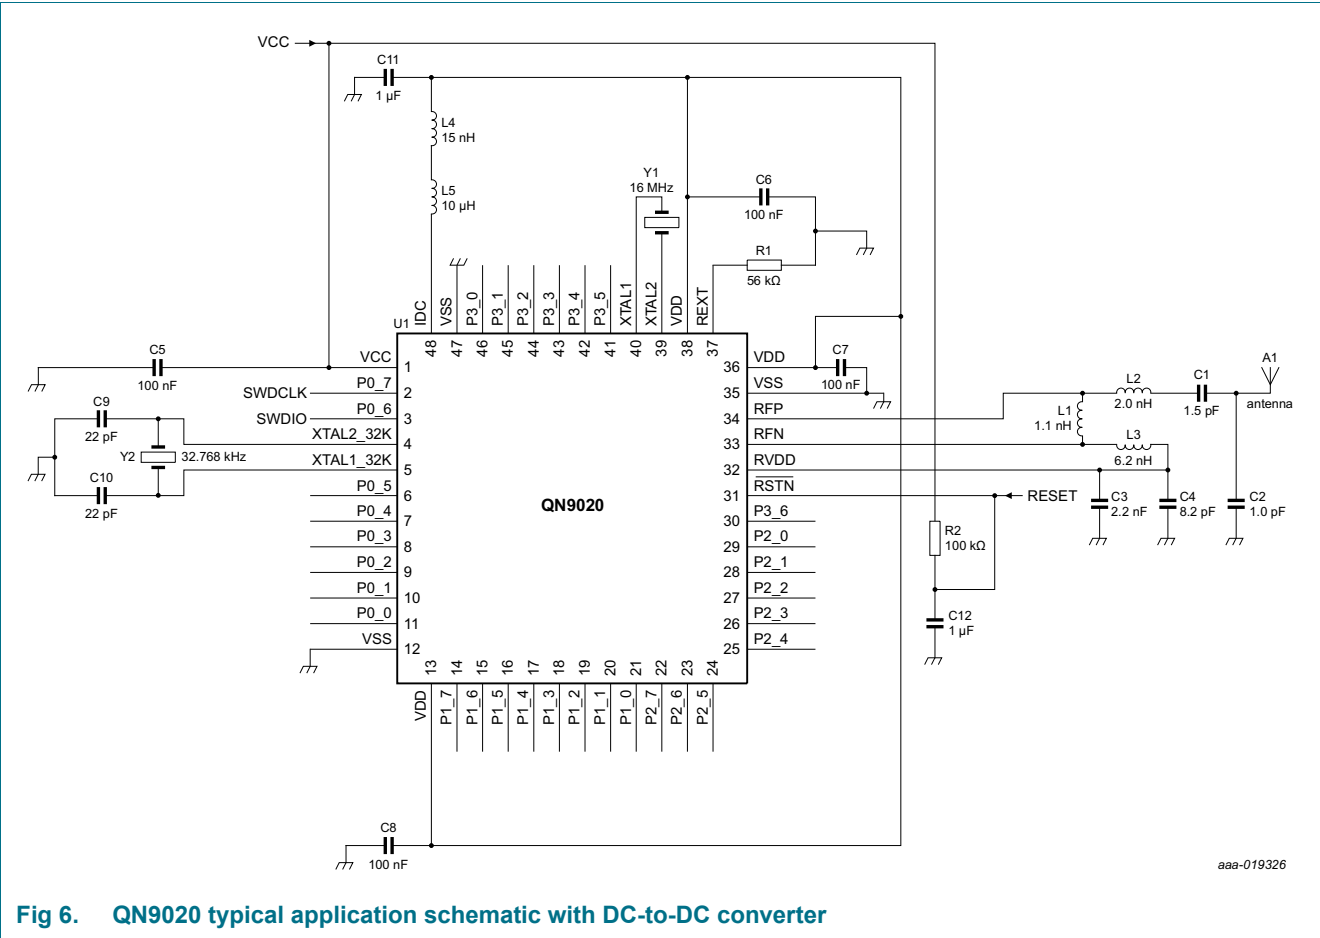 VCC
C11
1 µF
L4
15 nH
L5
10 µH
Y1
16 MHz
C6
100 nF
R1
56 kΩ
U1
IDC
VSS
P3_0
P3_1
P3_2
P3_3
P3_4
P3_5
XTAL1
XTAL2
VDD
REXT
48
47
46
45
44
43
42
41
40
39
38
37
C5
100 nF
VCC
1
SWDCLK
P0_7
2
SWDIO
P0_6
3
C9
22 pF
XTAL2_32K
4
Y2
32.768 kHz
XTAL1_32K
5
C10
22 pF
P0_5
6
P0_4
7
P0_3
8
P0_2
9
P0_1
10
P0_0
11
VSS
12
QN9020
36
VDD
C7
100 nF
35
VSS
34
RFP
33
RFN
32
RVDD
31
RSTN
RESET
30
P3_6
29
P2_0
28
P2_1
27
P2_2
26
P2_3
25
P2_4
L1
1.1 nH
L2
2.0 nH
C1
1.5 pF
A1
antenna
L3
6.2 nH
C3
2.2 nF
C4
8.2 pF
C2
1.0 pF
R2
100 kΩ
C12
1 µF
13
14
15
16
17
18
19
20
21
22
23
24
VDD
P1_7
P1_6
P1_5
P1_4
P1_3
P1_2
P1_1
P1_0
P2_7
P2_6
P2_5
C8
100 nF
aaa-019326
Fig 6. QN9020 typical application schematic with DC-to-DC converter